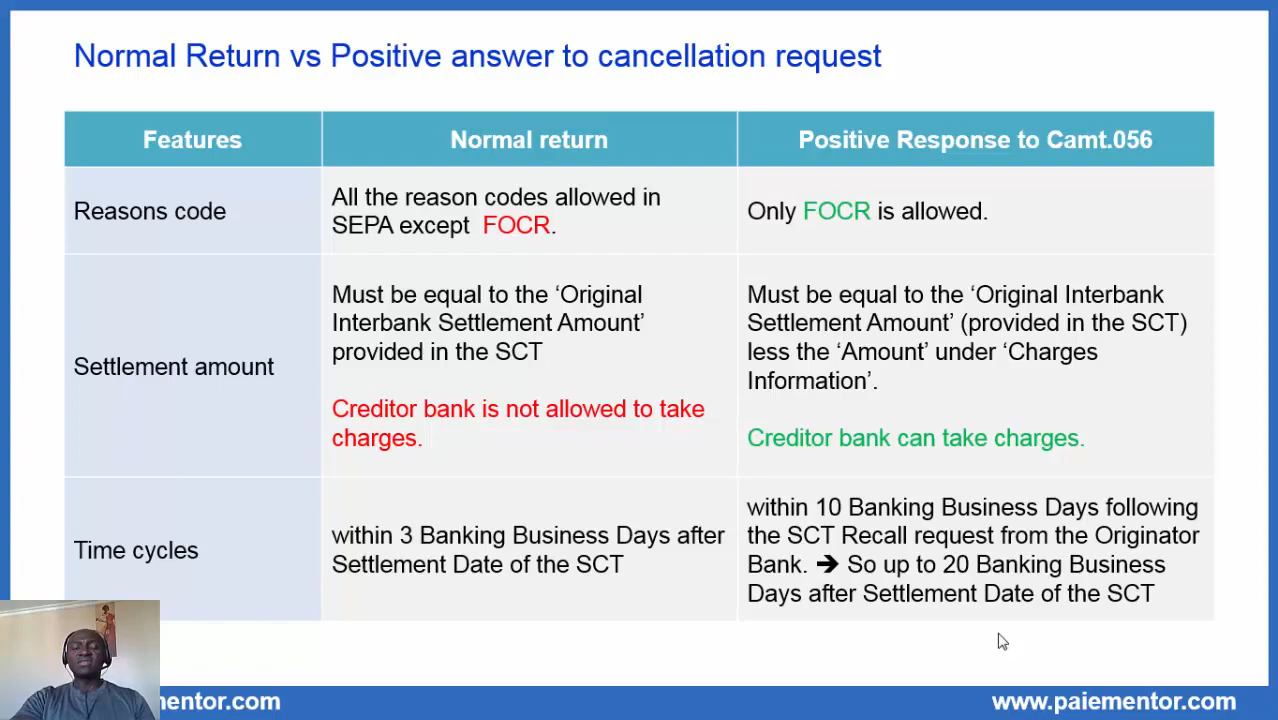 Normal Return vs Positive answer to cancellation request
Features
Normal return
Positive Response to Camt.056
Reasons code
All the reason codes allowed in
SEPA except FOCR.
Only FOCR is allowed.
Settlement amount
Must be equal to the ‘Original
Interbank Settlement Amount’
provided in the SCT
Creditor bank is not allowed to take
charges.
Must be equal to the ‘Original Interbank
Settlement Amount’ (provided in the SCT)
less the ‘Amount’ under ‘Charges
Information’.
Creditor bank can take charges.
Time cycles
within 3 Banking Business Days after
Settlement Date of the SCT
within 10 Banking Business Days following
the SCT Recall request from the Originator
Bank. ➔ So up to 20 Banking Business
Days after Settlement Date of the SCT
mentor.com
www.paiementor.com